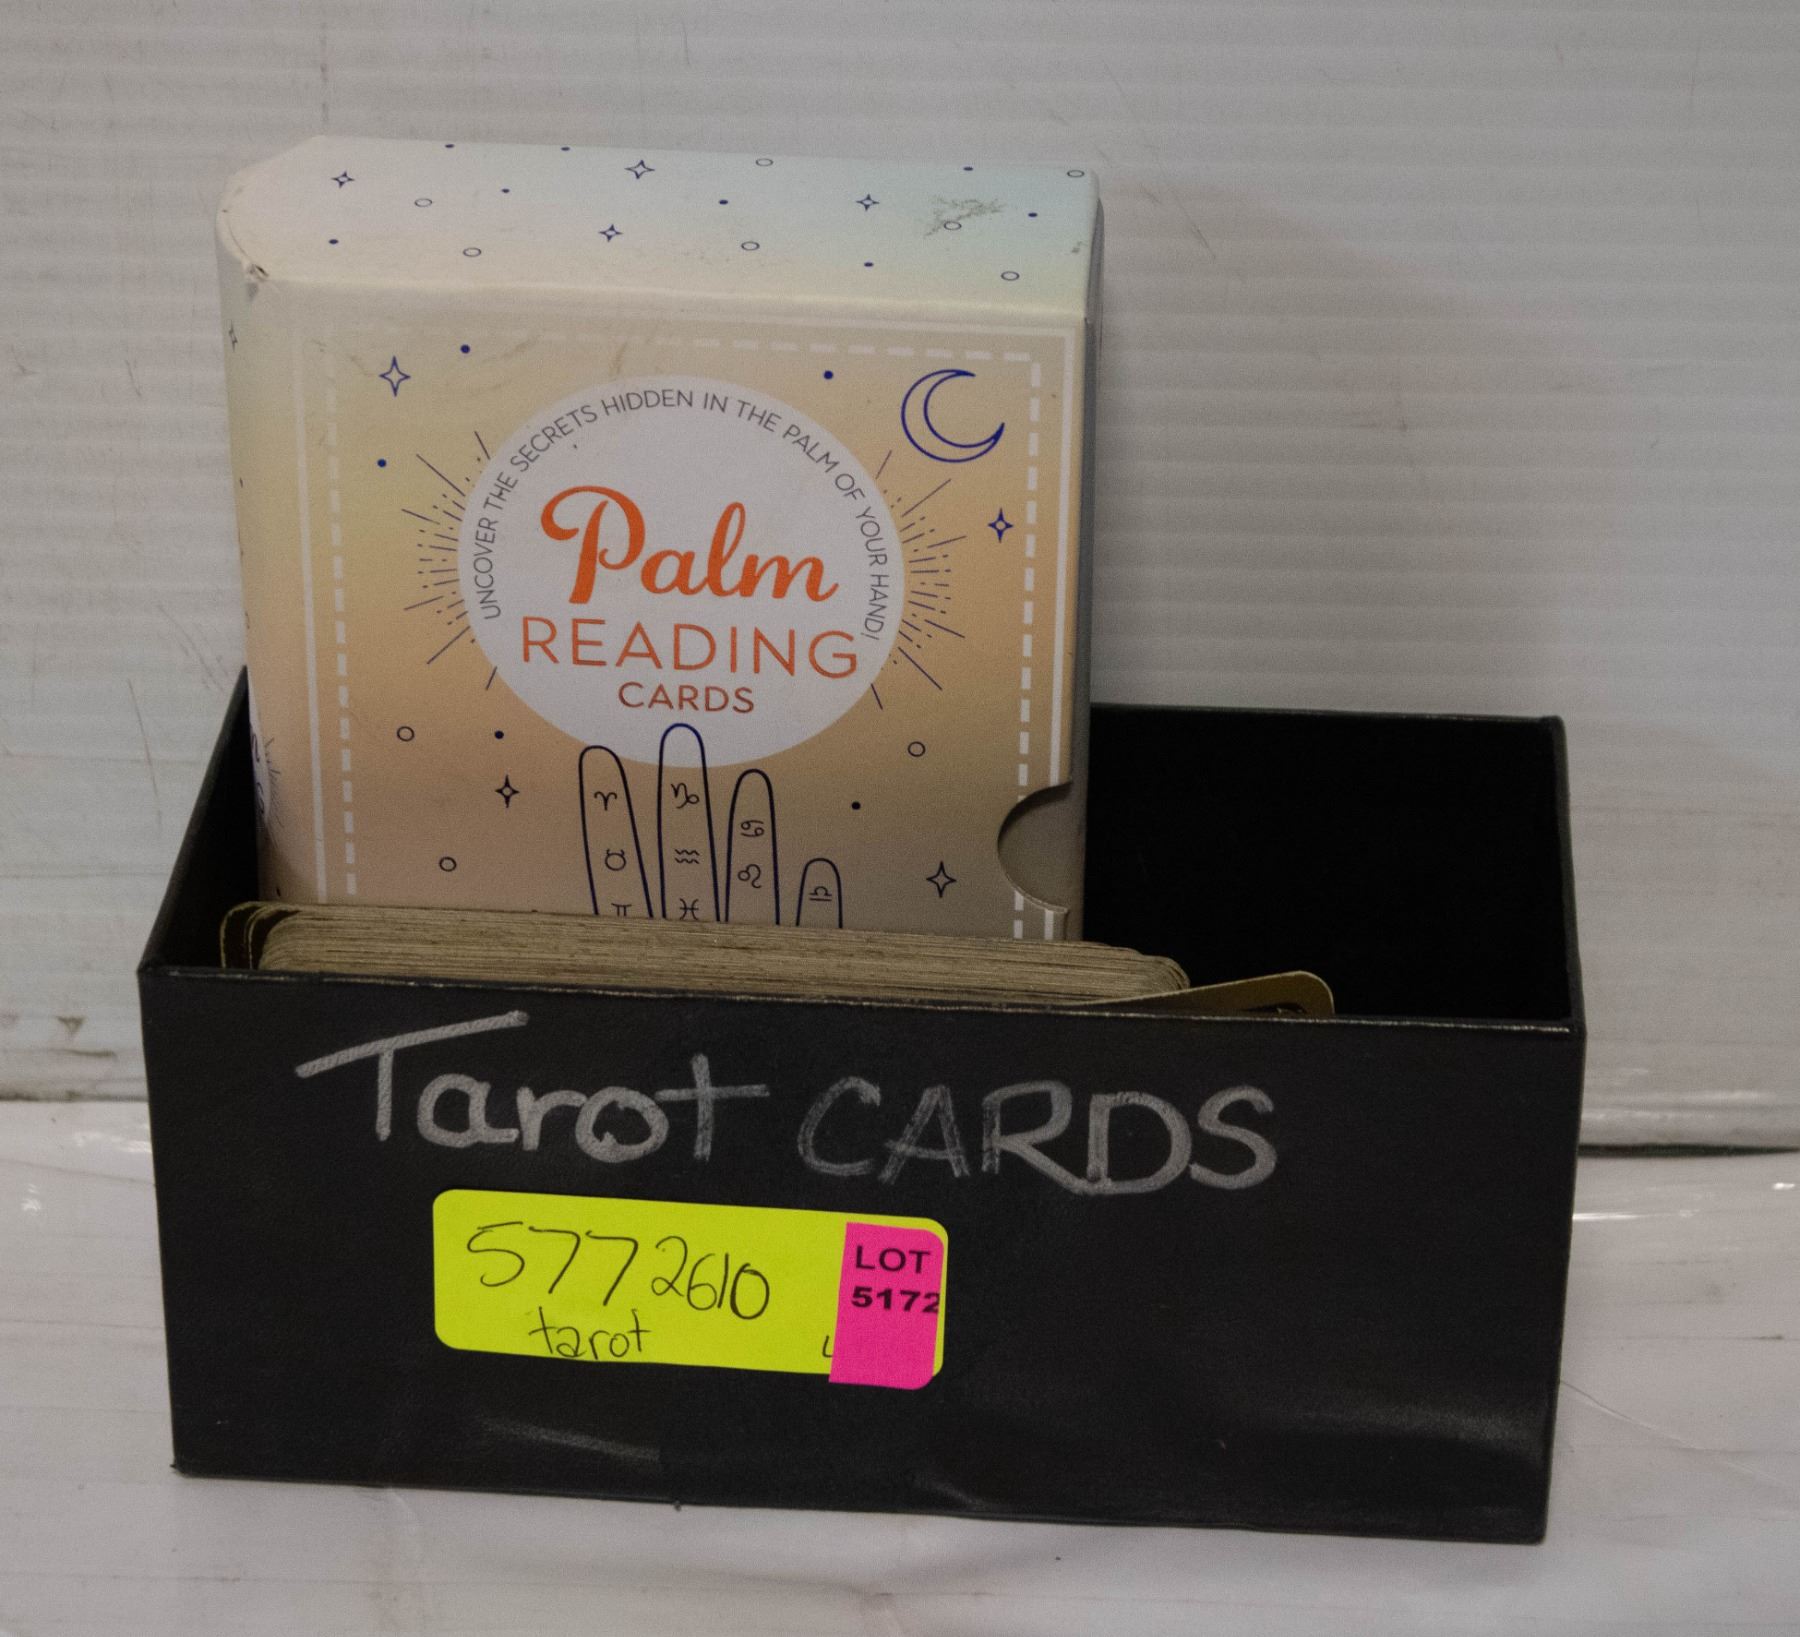 UNCOVER THE SECRETS HIDDEN IN THE PALM OF YOUR HAND!
Palm
READING
CARDS
Tarot CARDS
5772610
tarot
LOT
5172